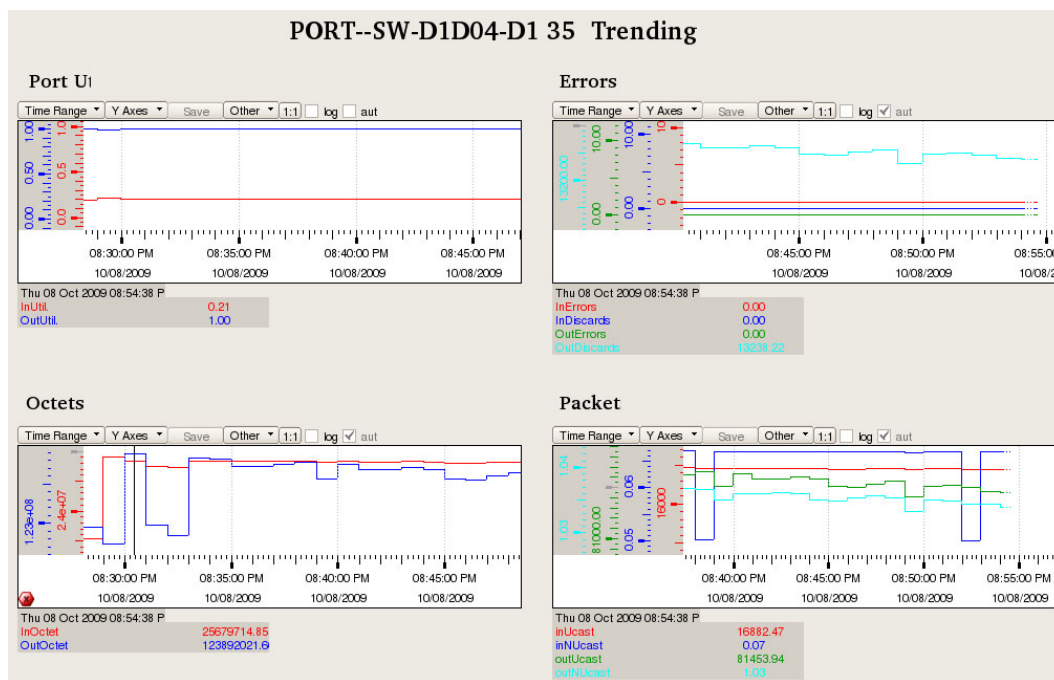 PORT--SW-D1D04-D1 35 Trending
Port Ut
Time Range Y Axes Save Other 1:1 log aut
1.00 0.50 0.00
1.0 0.5 0.0
08:30:00 PM 08:35:00 PM 08:40:00 PM 08:45:00 PM
10/08/2009 10/08/2009 10/08/2009 10/08/2009
Thu 08 Oct 2009 08:54:38 P
InUtil. 0.21
OutUtil. 1.00
Errors
Time Range Y Axes Save Other 1:1 log aut
13200.00
10.00 0.00
10.00 0.00
10 0
08:45:00 PM 08:50:00 PM 08:55:0
10/08/2009 10/08/2009 10/08/2
Thu 08 Oct 2009 08:54:38 P
InErrors 0.00
InDiscards 0.00
OutErrors 0.00
OutDiscards 13238.22
Octets
Time Range Y Axes Save Other 1:1 log aut
1.23e+08
2.4e+07
08:30:00 PM 08:35:00 PM 08:40:00 PM 08:45:00 PM
10/08/2009 10/08/2009 10/08/2009 10/08/2009
Thu 08 Oct 2009 08:54:38 P
InOctet 25679714.85
OutOctet 123892021.6
Packet
Time Range Y Axes Save Other 1:1 log aut
1.04 1.03
81000.00
0.06 0.05
16000
08:40:00 PM 08:45:00 PM 08:50:00 PM 08:55:00 PM
10/08/2009 10/08/2009 10/08/2009 10/08/2009
Thu 08 Oct 2009 08:54:38 P
inUcast 16882.47
inNUcast 0.07
outUcast 81453.94
outNUcast 1.03